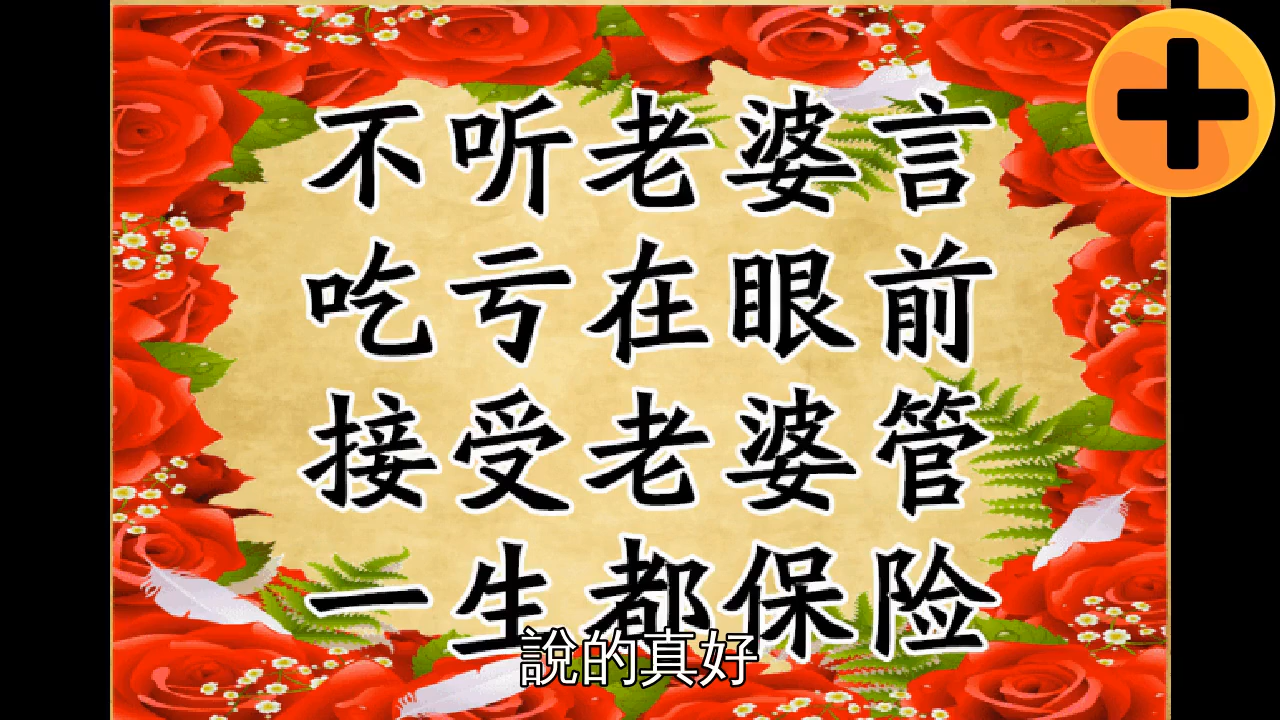 不听老婆言
吃亏在眼前
接受老婆管
一生都保险
說的真好